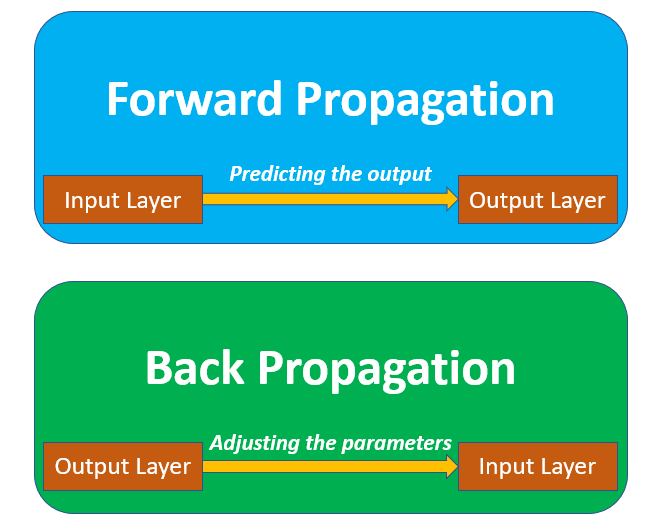 Forward Propagation
Predicting the output
Input Layer
Output Layer
Back Propagation
Adjusting the parameters
Output Layer
Input Layer